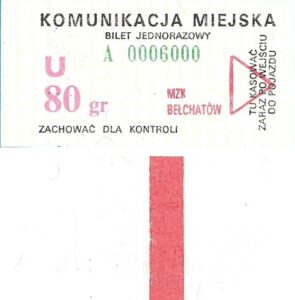 KOMUNIKACJA MIEJSKA
BILET JEDNORAZOWY
A 0006000
U
80 gr
MZK
BEŁCHATÓW
ZACHOWAĆ DLA KONTROLI
TU KASOWAĆ
ZARAZ PO WEJŚCIU
DO POJAZDU